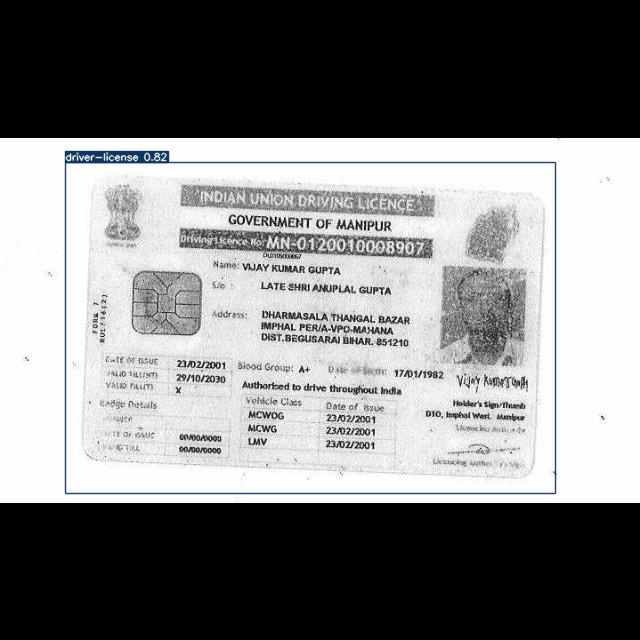 driver-license 0.82
INDIAN UNION DRIVING LICENCE
GOVERNMENT OF MANIPUR
Driving Licence No: MN-0120010008907
Name: VIJAY KUMAR GUPTA
S/o : LATE SHRI ANUPLAL GUPTA
Address: DHARMASALA THANGAL BAZAR
IMPHAL PER/A-VPO-MAHANA
DIST.BEGUSARAI BIHAR. 851210
FORM 7
RULE 16(2)
DATE OF ISSUE 23/02/2001
VALID TILL(NT) 29/10/2030
VALID TILL(T) X
Blood Group: A+ Date of Birth: 17/01/1982
Authorised to drive throughout India
Vehicle Class Date of Issue
MCWOG 23/02/2001
MCWG 23/02/2001
LMV 23/02/2001
Badge Details
DATE OF ISSUE 00/00/0000
VALID TILL 00/00/0000
Vijay Kumar Gupta
Holder's Sign/Thumb
DTO, Imphal West, Manipur
Licencing Authority
Licencing Authority's Sign